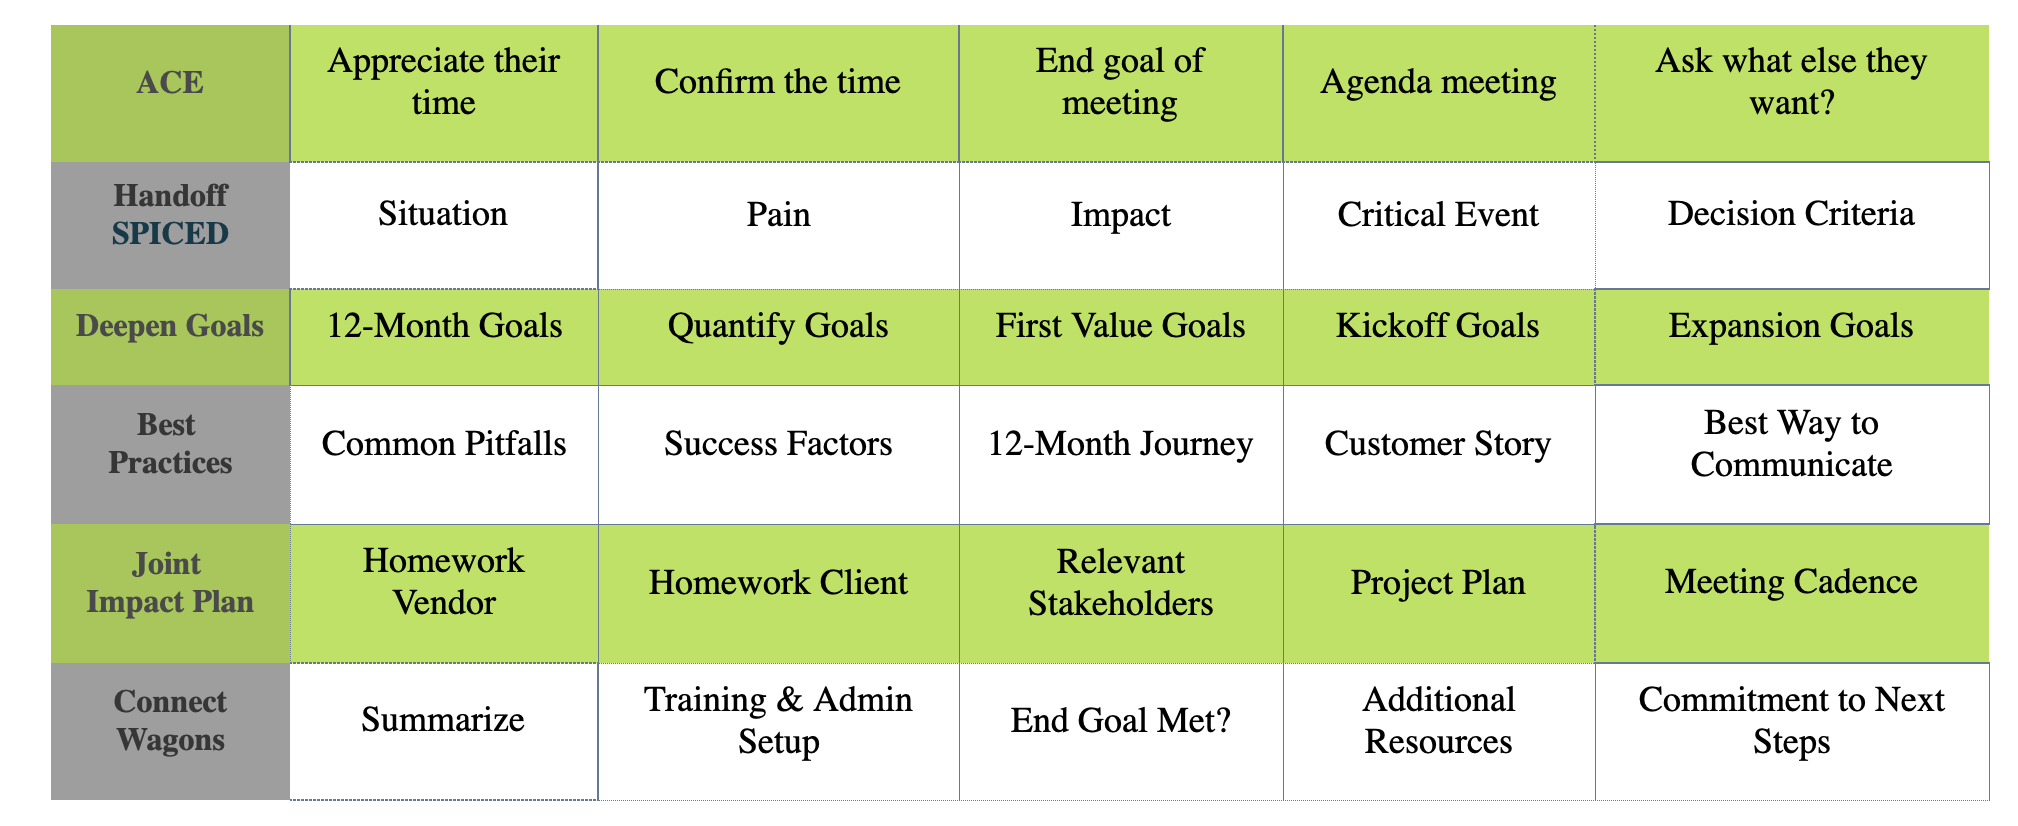 ACE
Appreciate their
time
Confirm the time
End goal of
meeting
Agenda meeting
Ask what else they
want?
Handoff
SPICED
Situation
Pain
Impact
Critical Event
Decision Criteria
Deepen Goals
12-Month Goals
Quantify Goals
First Value Goals
Kickoff Goals
Expansion Goals
Best
Practices
Common Pitfalls
Success Factors
12-Month Journey
Customer Story
Best Way to
Communicate
Joint
Impact Plan
Homework
Vendor
Homework Client
Relevant
Stakeholders
Project Plan
Meeting Cadence
Connect
Wagons
Summarize
Training & Admin
Setup
End Goal Met?
Additional
Resources
Commitment to Next
Steps